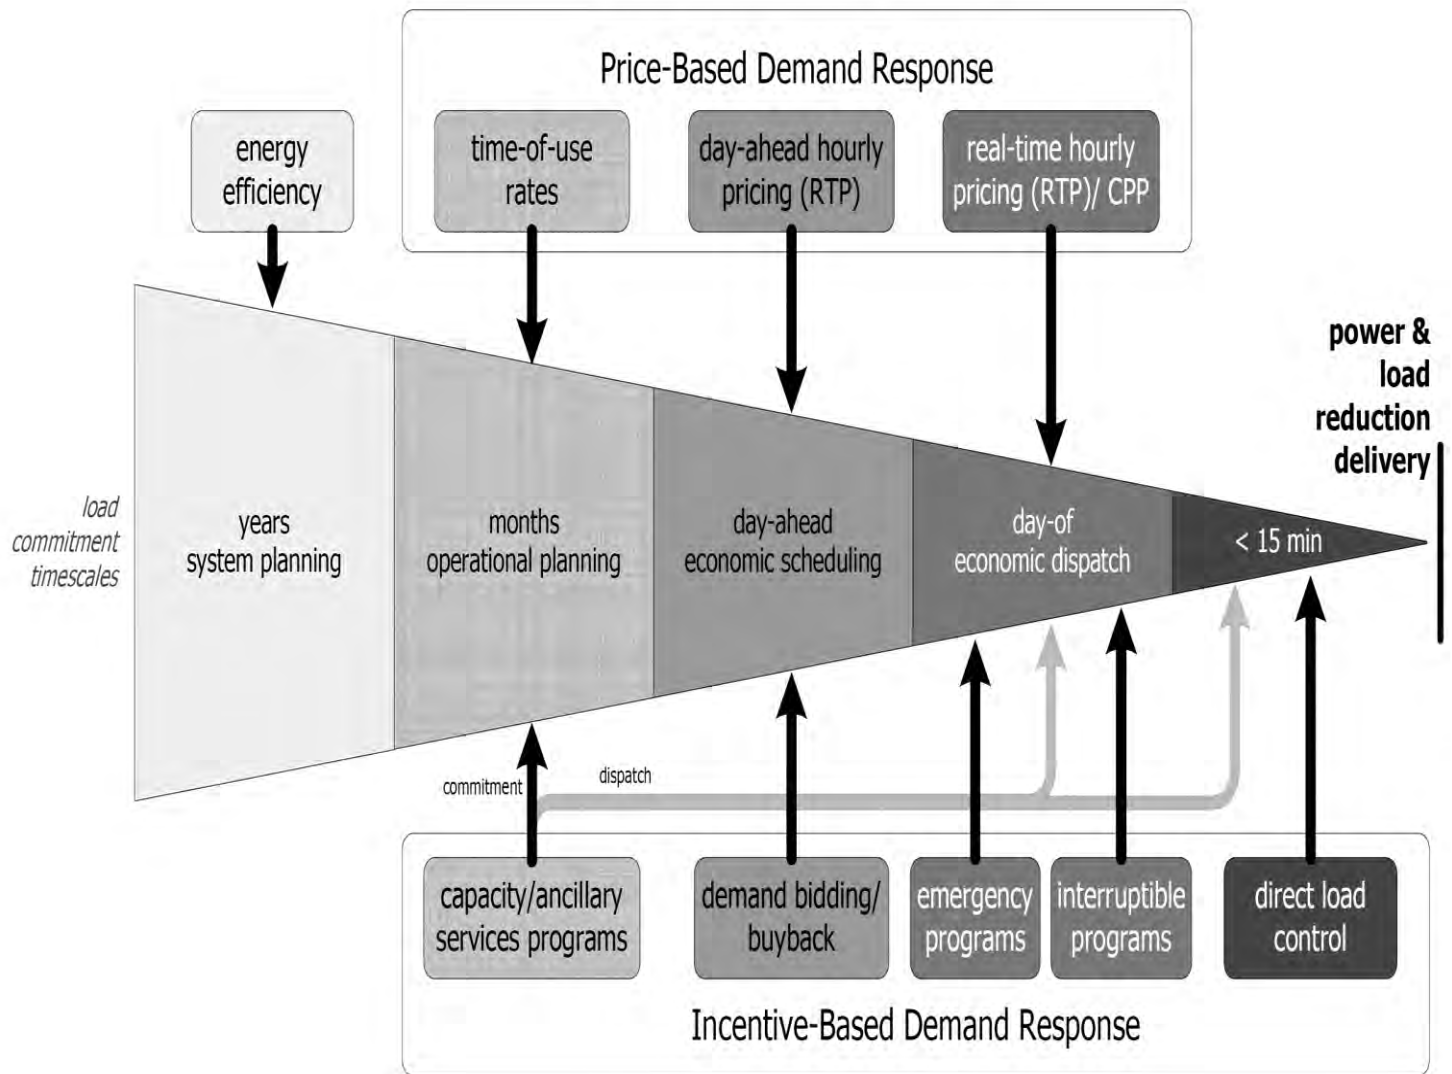 Price-Based Demand Response
energy
efficiency
time-of-use
rates
day-ahead hourly
pricing (RTP)
real-time hourly
pricing (RTP)/ CPP
power &
load
reduction
delivery
load
commitment
timescales
years
system planning
months
operational planning
day-ahead
economic scheduling
day-of
economic dispatch
< 15 min
commitment
dispatch
capacity/ancillary
services programs
demand bidding/
buyback
emergency
programs
interruptible
programs
direct load
control
Incentive-Based Demand Response